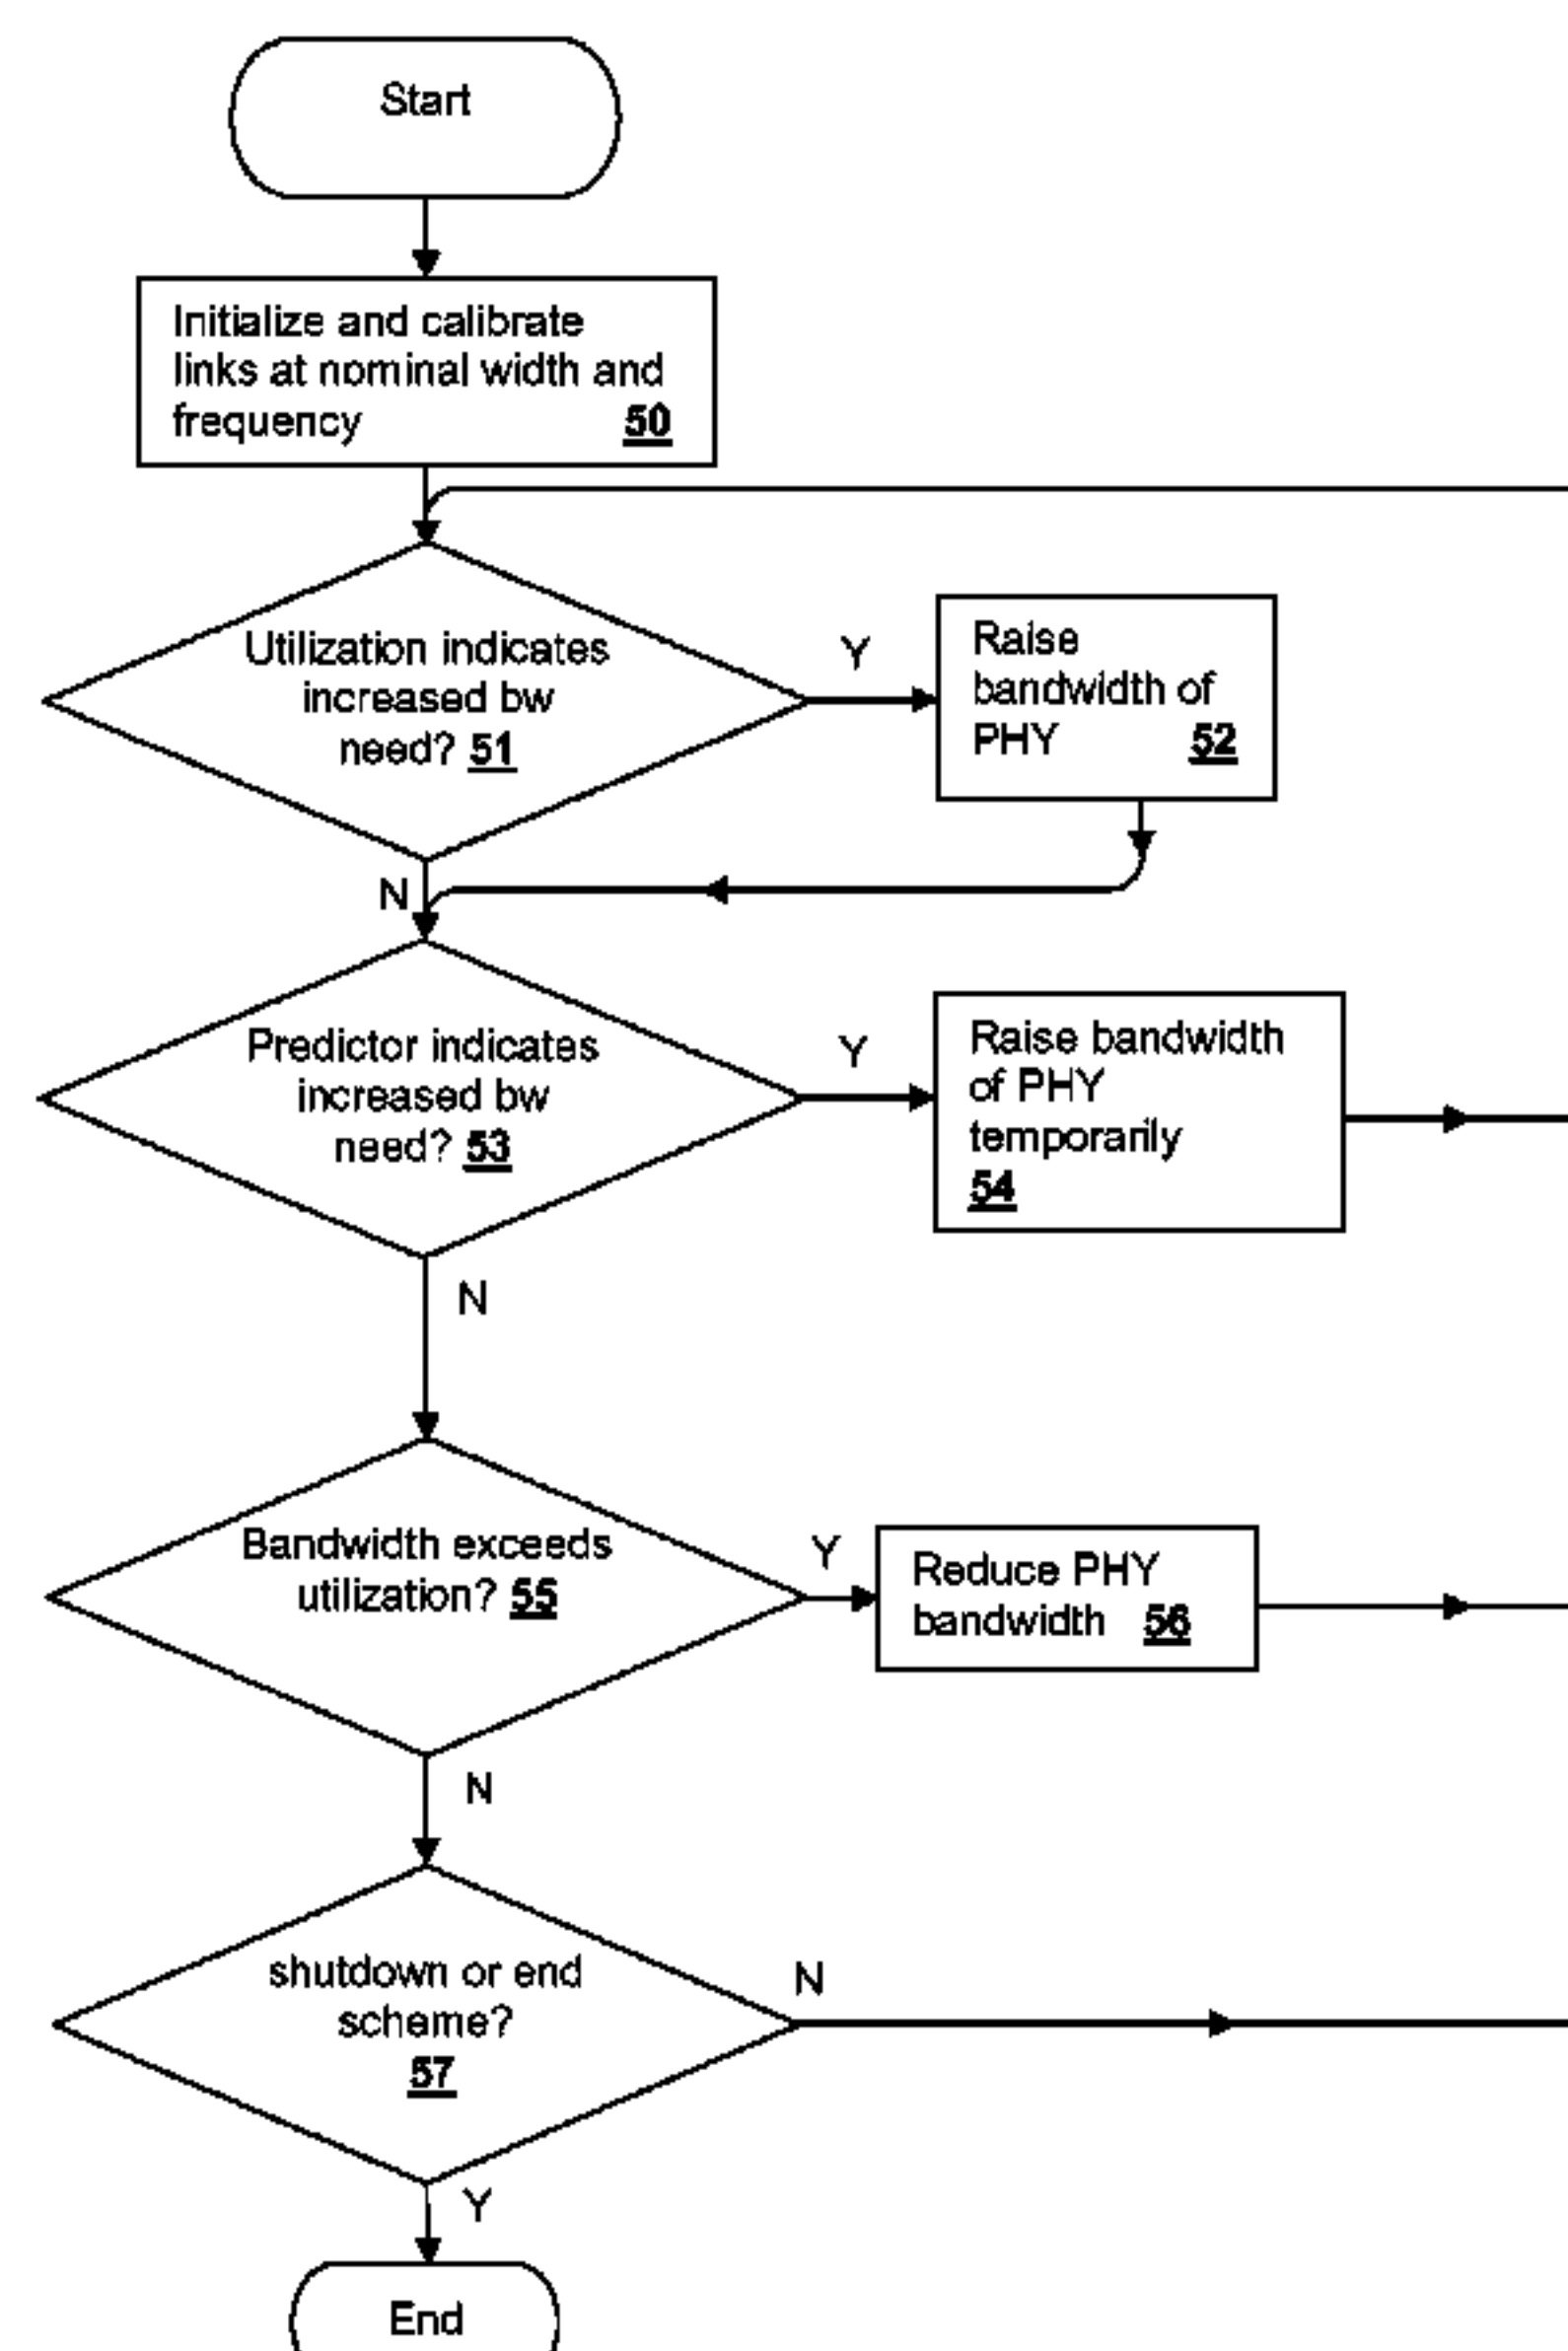 Start
Initialize and calibrate
links at nominal width and
frequency 50
Utilization indicates
increased bw
need? 51
Y
Raise
bandwidth of
PHY 52
N
Predictor indicates
increased bw
need? 53
Y
Raise bandwidth
of PHY
temporarily
54
N
Bandwidth exceeds
utilization? 55
Y
Reduce PHY
bandwidth 56
N
shutdown or end
scheme?
57
N
Y
End